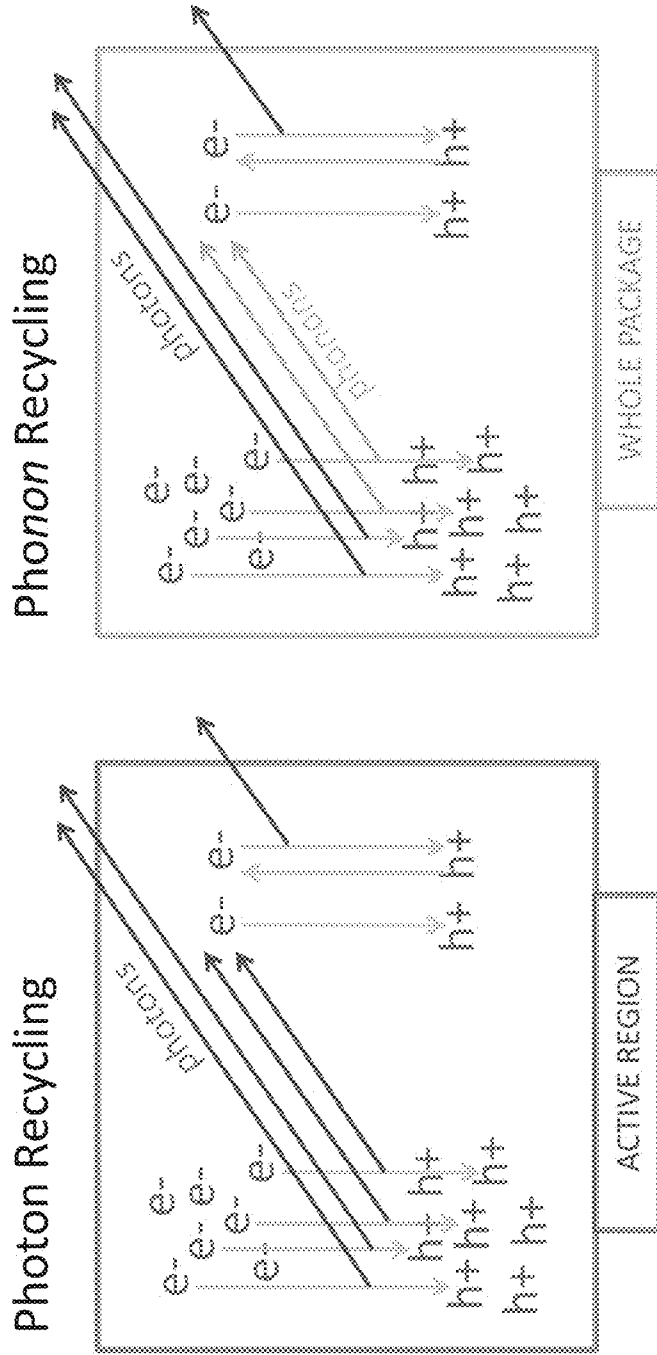 Photon Recycling
photons
e-
e-
e-
e-
e-
e-
e-
e-
e-
h+
h+
h+
h+
h+
h+
h+
h+
h+
ACTIVE REGION
Phonon Recycling
photons
phonons
e-
e-
e-
e-
e-
e-
e-
e-
e-
h+
h+
h+
h+
h+
h+
h+
h+
h+
WHOLE PACKAGE